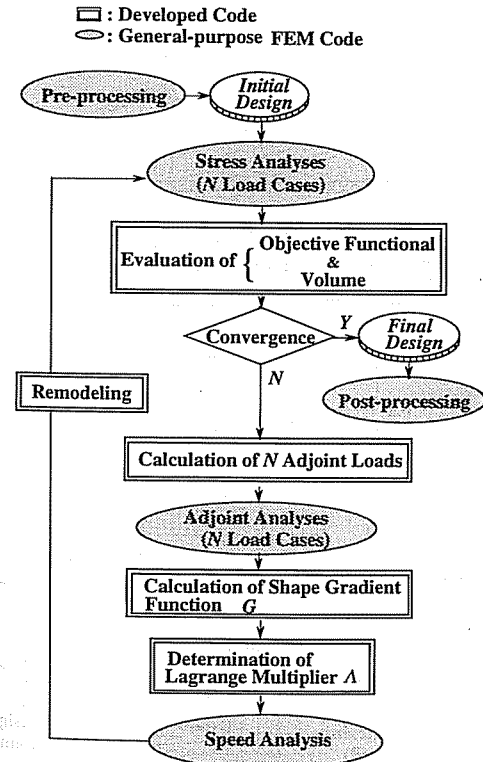 : Developed Code
: General-purpose FEM Code
Pre-processing
Initial
Design
Stress Analyses
(N Load Cases)
Evaluation of { Objective Functional
&
Volume
Convergence
Y
Final
Design
N
Post-processing
Remodeling
Calculation of N Adjoint Loads
Adjoint Analyses
(N Load Cases)
Calculation of Shape Gradient
Function G
Determination of
Lagrange Multiplier Λ
Speed Analysis